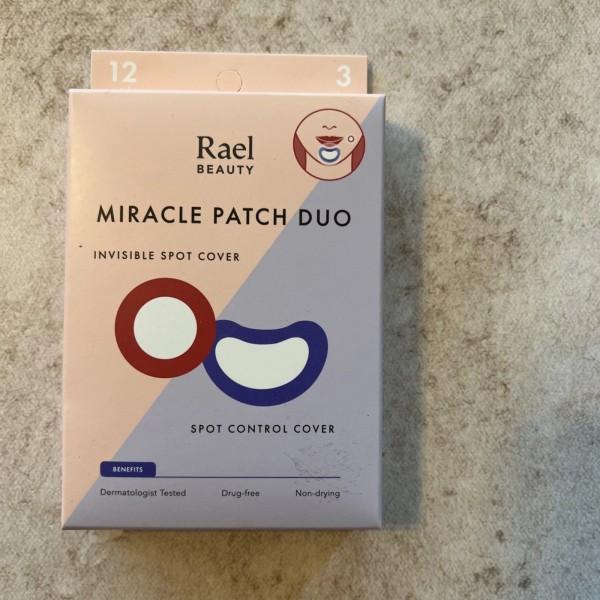 12 3
Rael
BEAUTY
MIRACLE PATCH DUO
INVISIBLE SPOT COVER
SPOT CONTROL COVER
BENEFITS
Dermatologist Tested Drug-free Non-drying